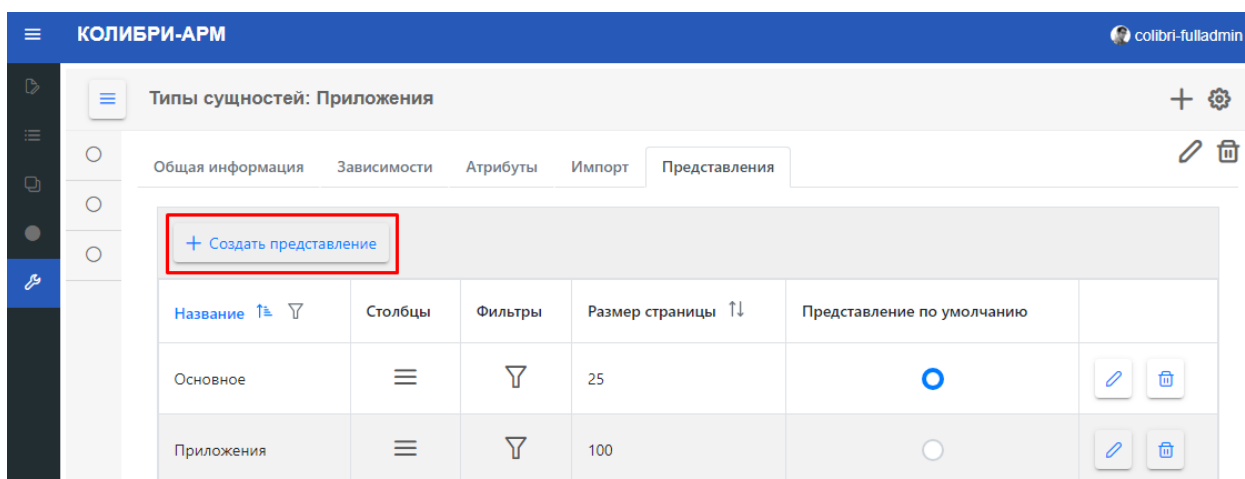 КОЛИБРИ-АРМ colibri-fulladmin
Типы сущностей: Приложения
Общая информация Зависимости Атрибуты Импорт Представления
+ Создать представление
Название Столбцы Фильтры Размер страницы Представление по умолчанию
Основное 25
Приложения 100